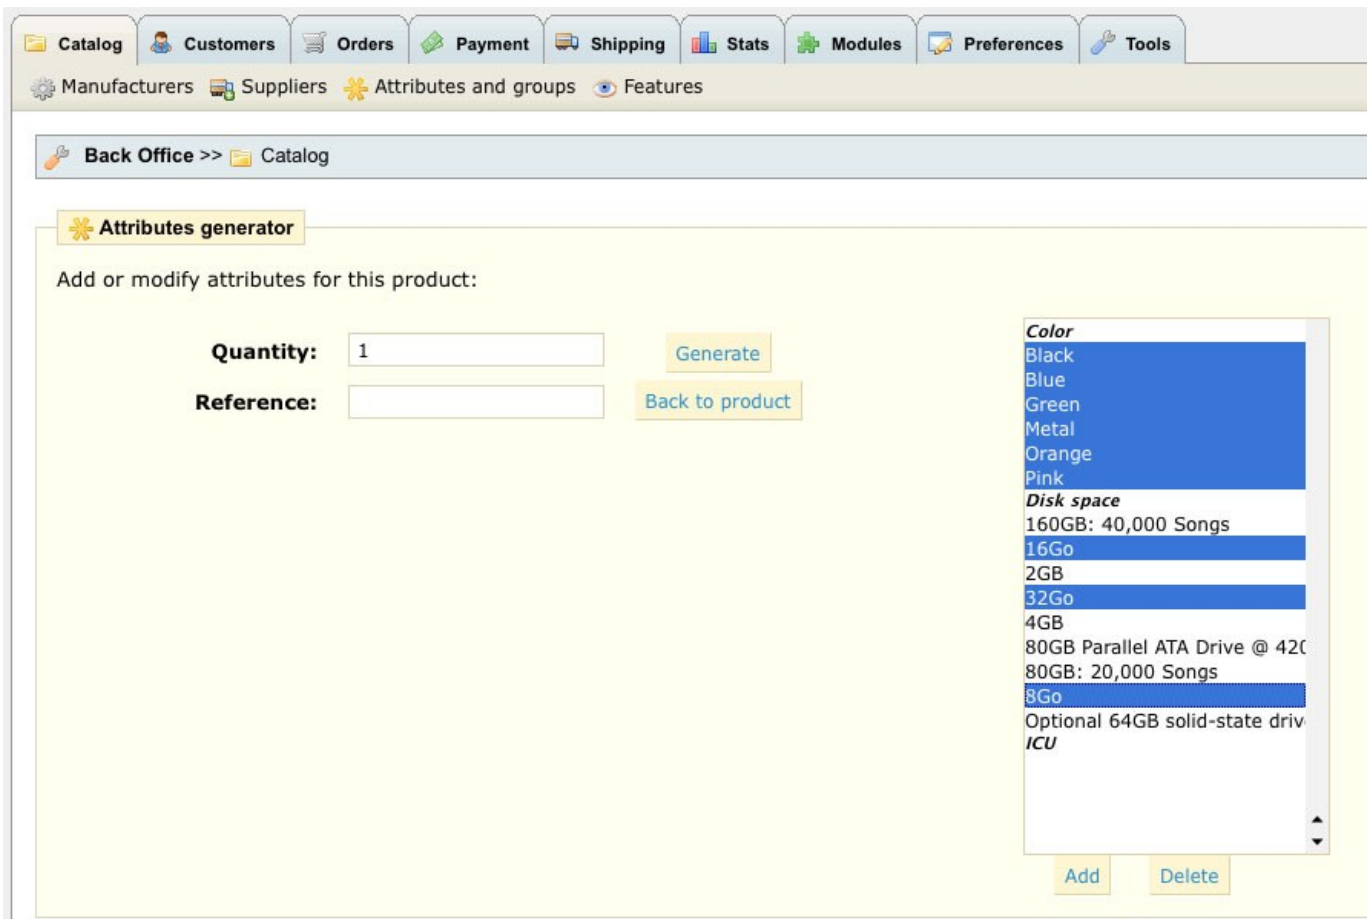 Catalog Customers Orders Payment Shipping Stats Modules Preferences Tools
Manufacturers Suppliers Attributes and groups Features
Back Office >> Catalog
Attributes generator
Add or modify attributes for this product:
Quantity: 1 Generate
Reference: Back to product
Color
Black
Blue
Green
Metal
Orange
Pink
Disk space
160GB: 40,000 Songs
16Go
2GB
32Go
4GB
80GB Parallel ATA Drive @ 420
80GB: 20,000 Songs
8Go
Optional 64GB solid-state driv
ICU
Add Delete